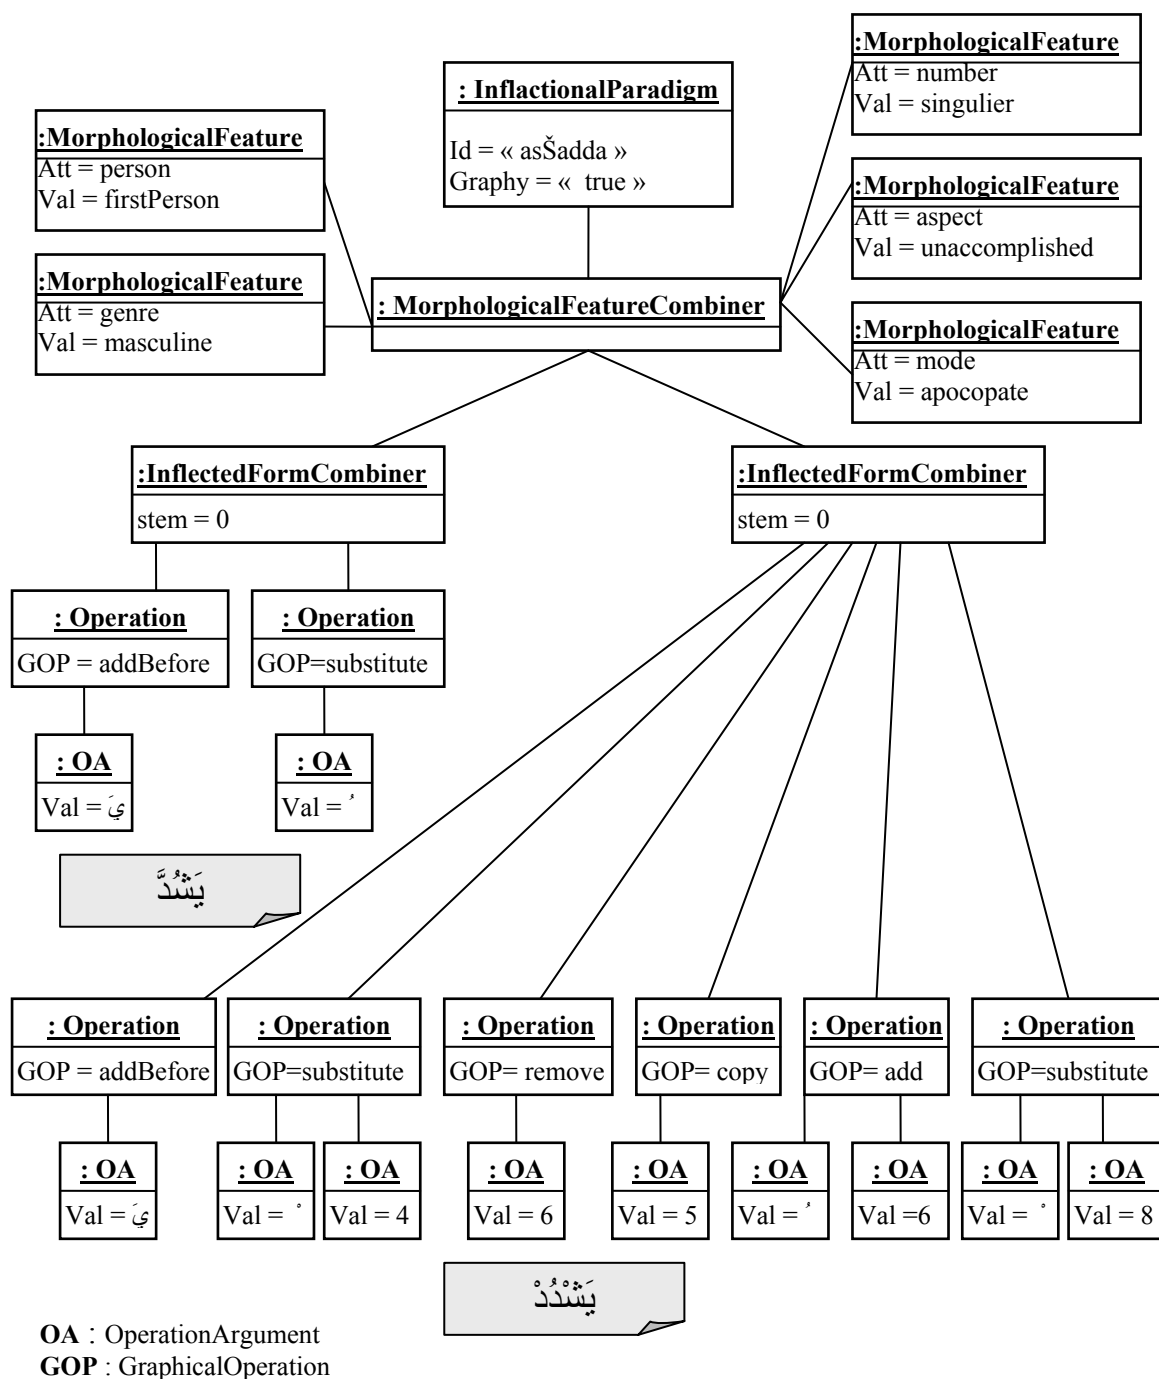 : InflactionalParadigm
Id = « asŠadda »
Graphy = « true »
:MorphologicalFeature
Att = person
Val = firstPerson
:MorphologicalFeature
Att = genre
Val = masculine
:MorphologicalFeature
Att = number
Val = singulier
:MorphologicalFeature
Att = aspect
Val = unaccomplished
:MorphologicalFeature
Att = mode
Val = apocopate
: MorphologicalFeatureCombiner
:InflectedFormCombiner
stem = 0
:InflectedFormCombiner
stem = 0
: Operation
GOP = addBefore
: Operation
GOP=substitute
: OA
Val = يَ
: OA
Val = ُ
يَشُدَّ
: Operation
GOP = addBefore
: Operation
GOP=substitute
: Operation
GOP= remove
: Operation
GOP= copy
: Operation
GOP= add
: Operation
GOP=substitute
: OA
Val = يَ
: OA
Val = ْ
: OA
Val = 4
: OA
Val = 6
: OA
Val = 5
: OA
Val = ُ
: OA
Val =6
: OA
Val = ْ
: OA
Val = 8
يَشْدُدْ
OA : OperationArgument
GOP : GraphicalOperation